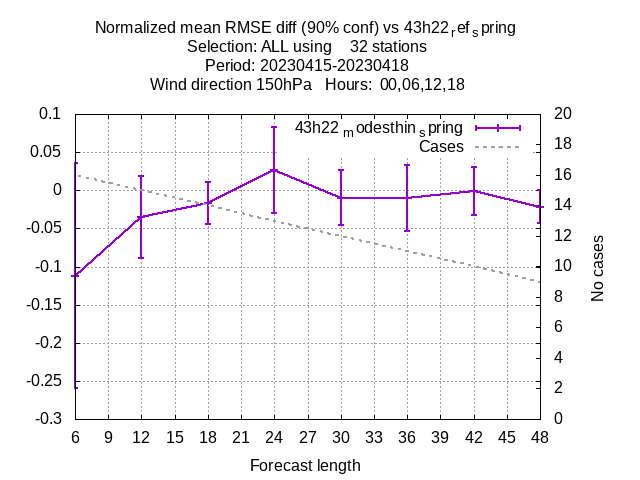 Normalized mean RMSE diff (90% conf) vs 43h22refspring
Selection: ALL using 32 stations
Period: 20230415-20230418
Wind direction 150hPa Hours: 00,06,12,18
43h22modesthinspring
Cases
0.1
0.05
0
-0.05
-0.1
-0.15
-0.2
-0.25
-0.3
20
18
16
14
12
10
8
6
4
2
0
No cases
6 9 12 15 18 21 24 27 30 33 36 39 42 45 48
Forecast length